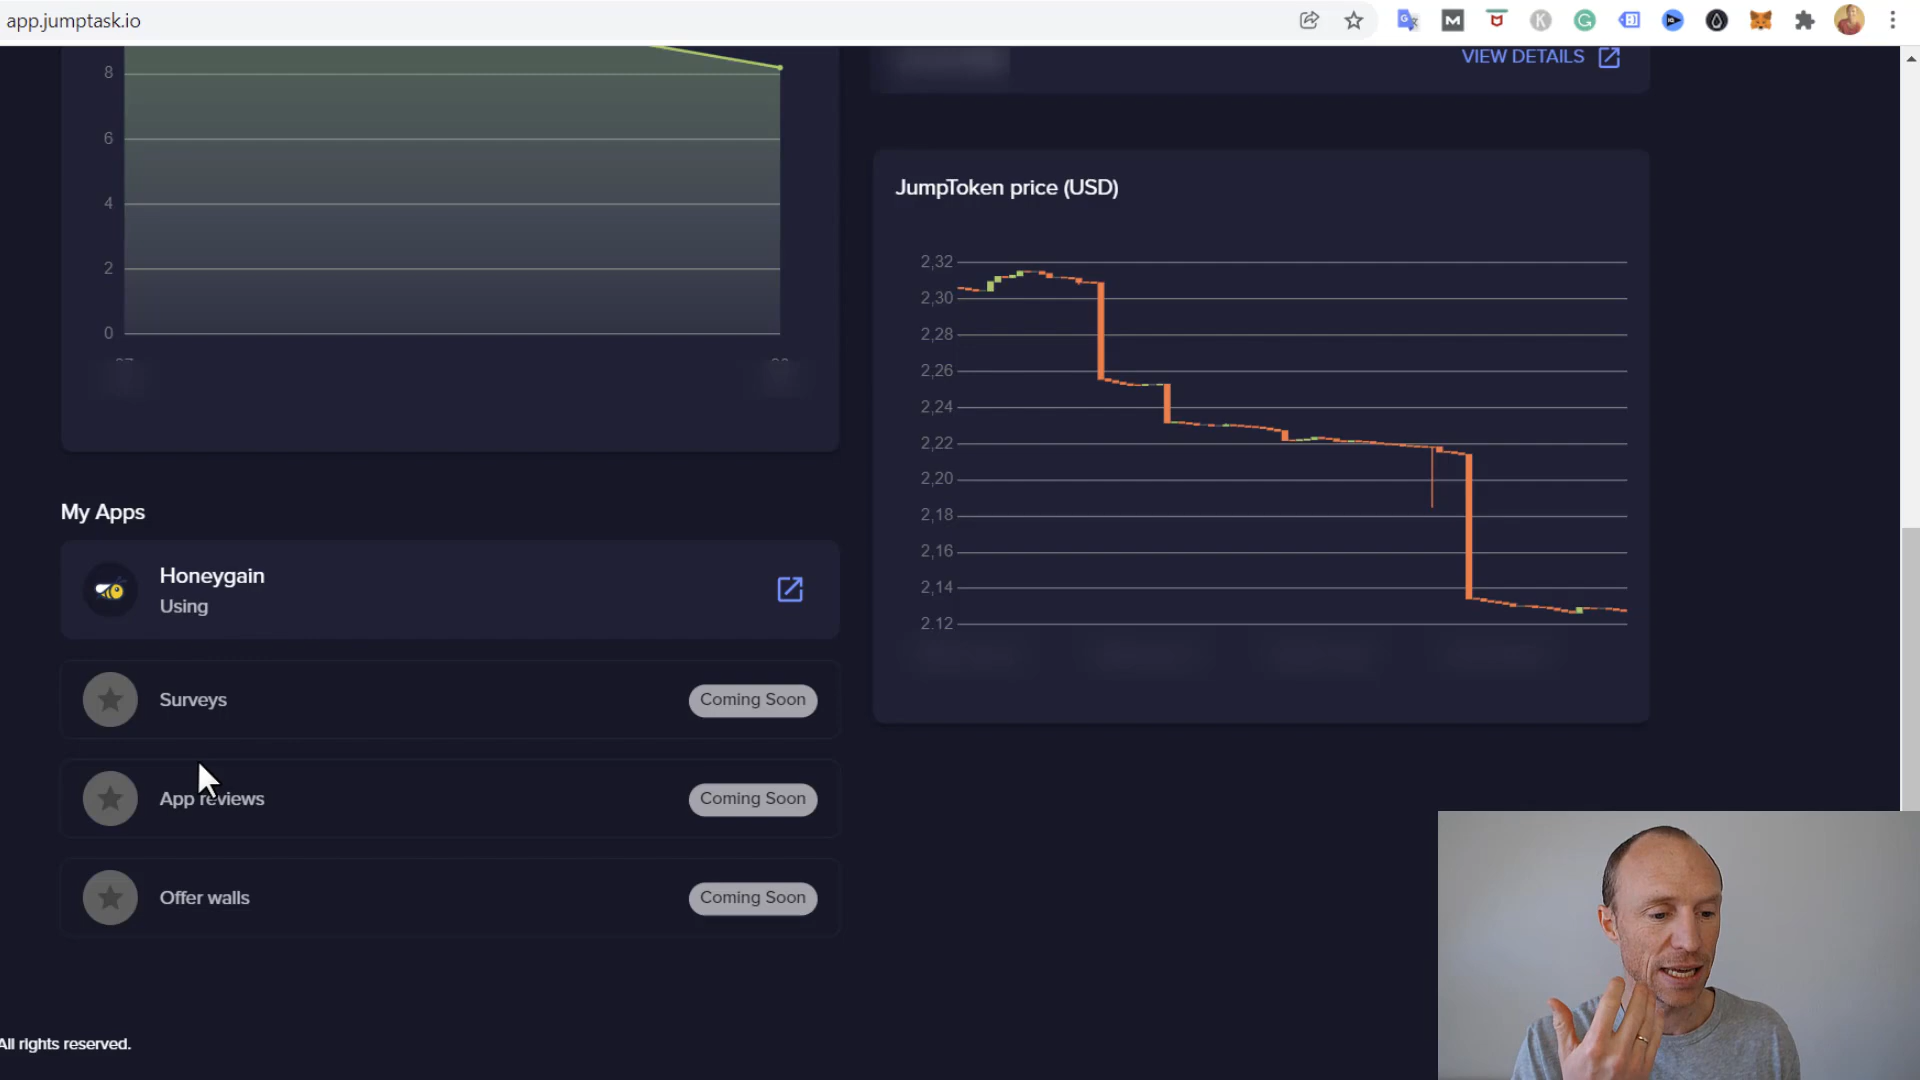 app.jumptask.io
VIEW DETAILS
8
6
4
2
0
JumpToken price (USD)
2,32
2,30
2,28
2,26
2,24
2,22
2,20
2,18
2,16
2,14
2.12
My Apps
Honeygain
Using
Surveys
Coming Soon
App reviews
Coming Soon
Offer walls
Coming Soon
All rights reserved.